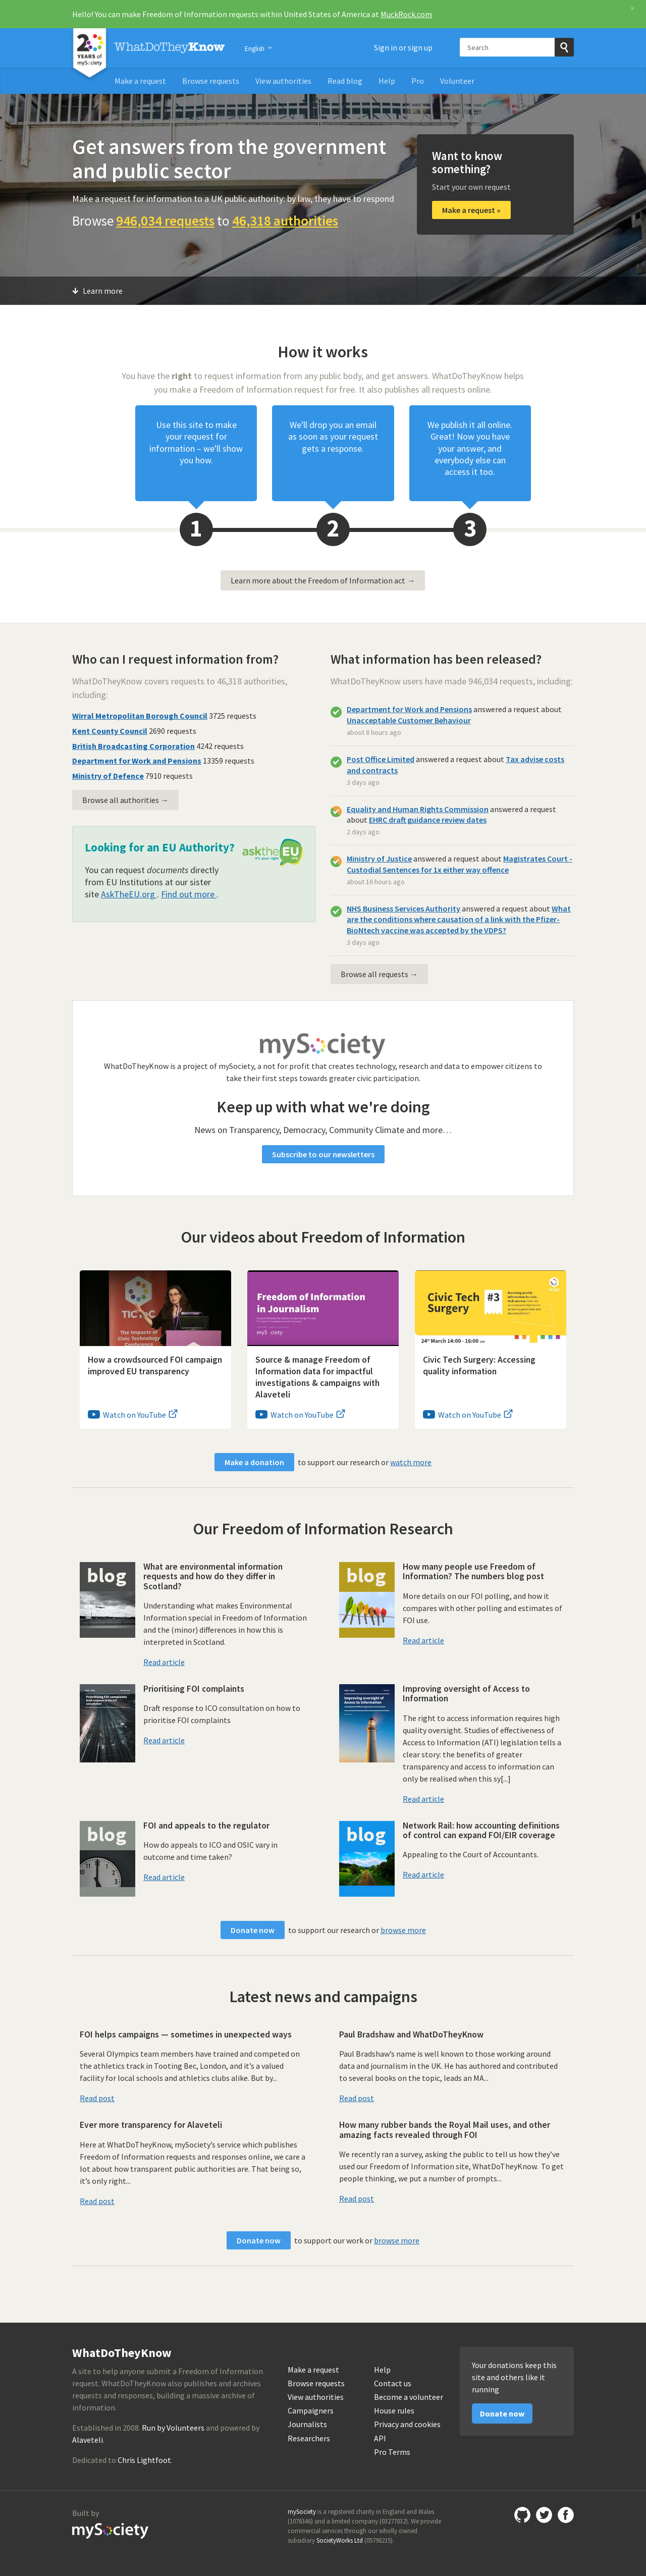 Hello! You can make Freedom of Information requests within United States of America at MuckRock.com
×
20
YEARS of
mySociety
WhatDoTheyKnow
English
Sign in or sign up
Search
Make a request
Browse requests
View authorities
Read blog
Help
Pro
Volunteer
Get answers from the government
and public sector
Make a request for information to a UK public authority: by law, they have to respond
Browse 946,034 requests to 46,318 authorities
Want to know
something?
Start your own request
Make a request »
Learn more
How it works
You have the right to request information from any public body, and get answers. WhatDoTheyKnow helps
you make a Freedom of Information request for free. It also publishes all requests online.
Use this site to make
your request for
information – we'll show
you how.
We'll drop you an email
as soon as your request
gets a response.
We publish it all online.
Great! Now you have
your answer, and
everybody else can
access it too.
1
2
3
Learn more about the Freedom of Information act →
Who can I request information from?
WhatDoTheyKnow covers requests to 46,318 authorities,
including:
Wirral Metropolitan Borough Council 3725 requests
Kent County Council 2690 requests
British Broadcasting Corporation 4242 requests
Department for Work and Pensions 13359 requests
Ministry of Defence 7910 requests
Browse all authorities →
Looking for an EU Authority?
asktheEU
it's your right
You can request documents directly
from EU Institutions at our sister
site AskTheEU.org . Find out more .
What information has been released?
WhatDoTheyKnow users have made 946,034 requests, including:
Department for Work and Pensions answered a request about
Unacceptable Customer Behaviour
about 8 hours ago
Post Office Limited answered a request about Tax advise costs
and contracts
3 days ago
Equality and Human Rights Commission answered a request
about EHRC draft guidance review dates
2 days ago
Ministry of Justice answered a request about Magistrates Court -
Custodial Sentences for 1x either way offence
about 16 hours ago
NHS Business Services Authority answered a request about What
are the conditions where causation of a link with the Pfizer-
BioNtech vaccine was accepted by the VDPS?
3 days ago
Browse all requests →
mySociety
WhatDoTheyKnow is a project of mySociety, a not for profit that creates technology, research and data to empower citizens to
take their first steps towards greater civic participation.
Keep up with what we're doing
News on Transparency, Democracy, Community Climate and more…
Subscribe to our newsletters
Our videos about Freedom of Information
TICTeC
The Impacts of
Civic Technology
Conference
How a crowdsourced FOI campaign
improved EU transparency
Watch on YouTube
Freedom of Information
in Journalism
mySociety
Source & manage Freedom of
Information data for impactful
investigations & campaigns with
Alaveteli
Watch on YouTube
Civic Tech
Surgery
#3
24th March 14:00 - 16:00
Civic Tech Surgery: Accessing
quality information
Watch on YouTube
Make a donation to support our research or watch more
Our Freedom of Information Research
blog
What are environmental information
requests and how do they differ in
Scotland?
Understanding what makes Environmental
Information special in Freedom of Information
and the (minor) differences in how this is
interpreted in Scotland.
Read article
blog
How many people use Freedom of
Information? The numbers blog post
More details on our FOI polling, and how it
compares with other polling and estimates of
FOI use.
Read article
Prioritising FOI complaints
Prioritising FOI complaints
Draft response to ICO consultation on how to
prioritise FOI complaints
Read article
Improving oversight of
Access to Information
Improving oversight of Access to
Information
The right to access information requires high
quality oversight. Studies of effectiveness of
Access to Information (ATI) legislation tells a
clear story: the benefits of greater
transparency and access to information can
only be realised when this sy[...]
Read article
blog
FOI and appeals to the regulator
How do appeals to ICO and OSIC vary in
outcome and time taken?
Read article
blog
Network Rail: how accounting definitions
of control can expand FOI/EIR coverage
Appealing to the Court of Accountants.
Read article
Donate now to support our research or browse more
Latest news and campaigns
FOI helps campaigns — sometimes in unexpected ways
Several Olympics team members have trained and competed on
the athletics track in Tooting Bec, London, and it's a valued
facility for local schools and athletics clubs alike. But by...
Read post
Paul Bradshaw and WhatDoTheyKnow
Paul Bradshaw's name is well known to those working around
data and journalism in the UK. He has authored and contributed
to several books on the topic, leads an MA...
Read post
Ever more transparency for Alaveteli
Here at WhatDoTheyKnow, mySociety's service which publishes
Freedom of Information requests and responses online, we care a
lot about how transparent public authorities are. That being so,
it's only right...
Read post
How many rubber bands the Royal Mail uses, and other
amazing facts revealed through FOI
We recently ran a survey, asking the public to tell us how they've
used our Freedom of Information site, WhatDoTheyKnow. To get
people thinking, we put a number of prompts...
Read post
Donate now to support our work or browse more
WhatDoTheyKnow
A site to help anyone submit a Freedom of Information
request. WhatDoTheyKnow also publishes and archives
requests and responses, building a massive archive of
information.
Established in 2008. Run by Volunteers and powered by
Alaveteli.
Dedicated to Chris Lightfoot.
Make a request
Browse requests
View authorities
Campaigners
Journalists
Researchers
Help
Contact us
Become a volunteer
House rules
Privacy and cookies
API
Pro Terms
Your donations keep this
site and others like it
running
Donate now
Built by
mySociety
mySociety is a registered charity in England and Wales
(1076346) and a limited company (03277032). We provide
commercial services through our wholly owned
subsidiary SocietyWorks Ltd (05798215).